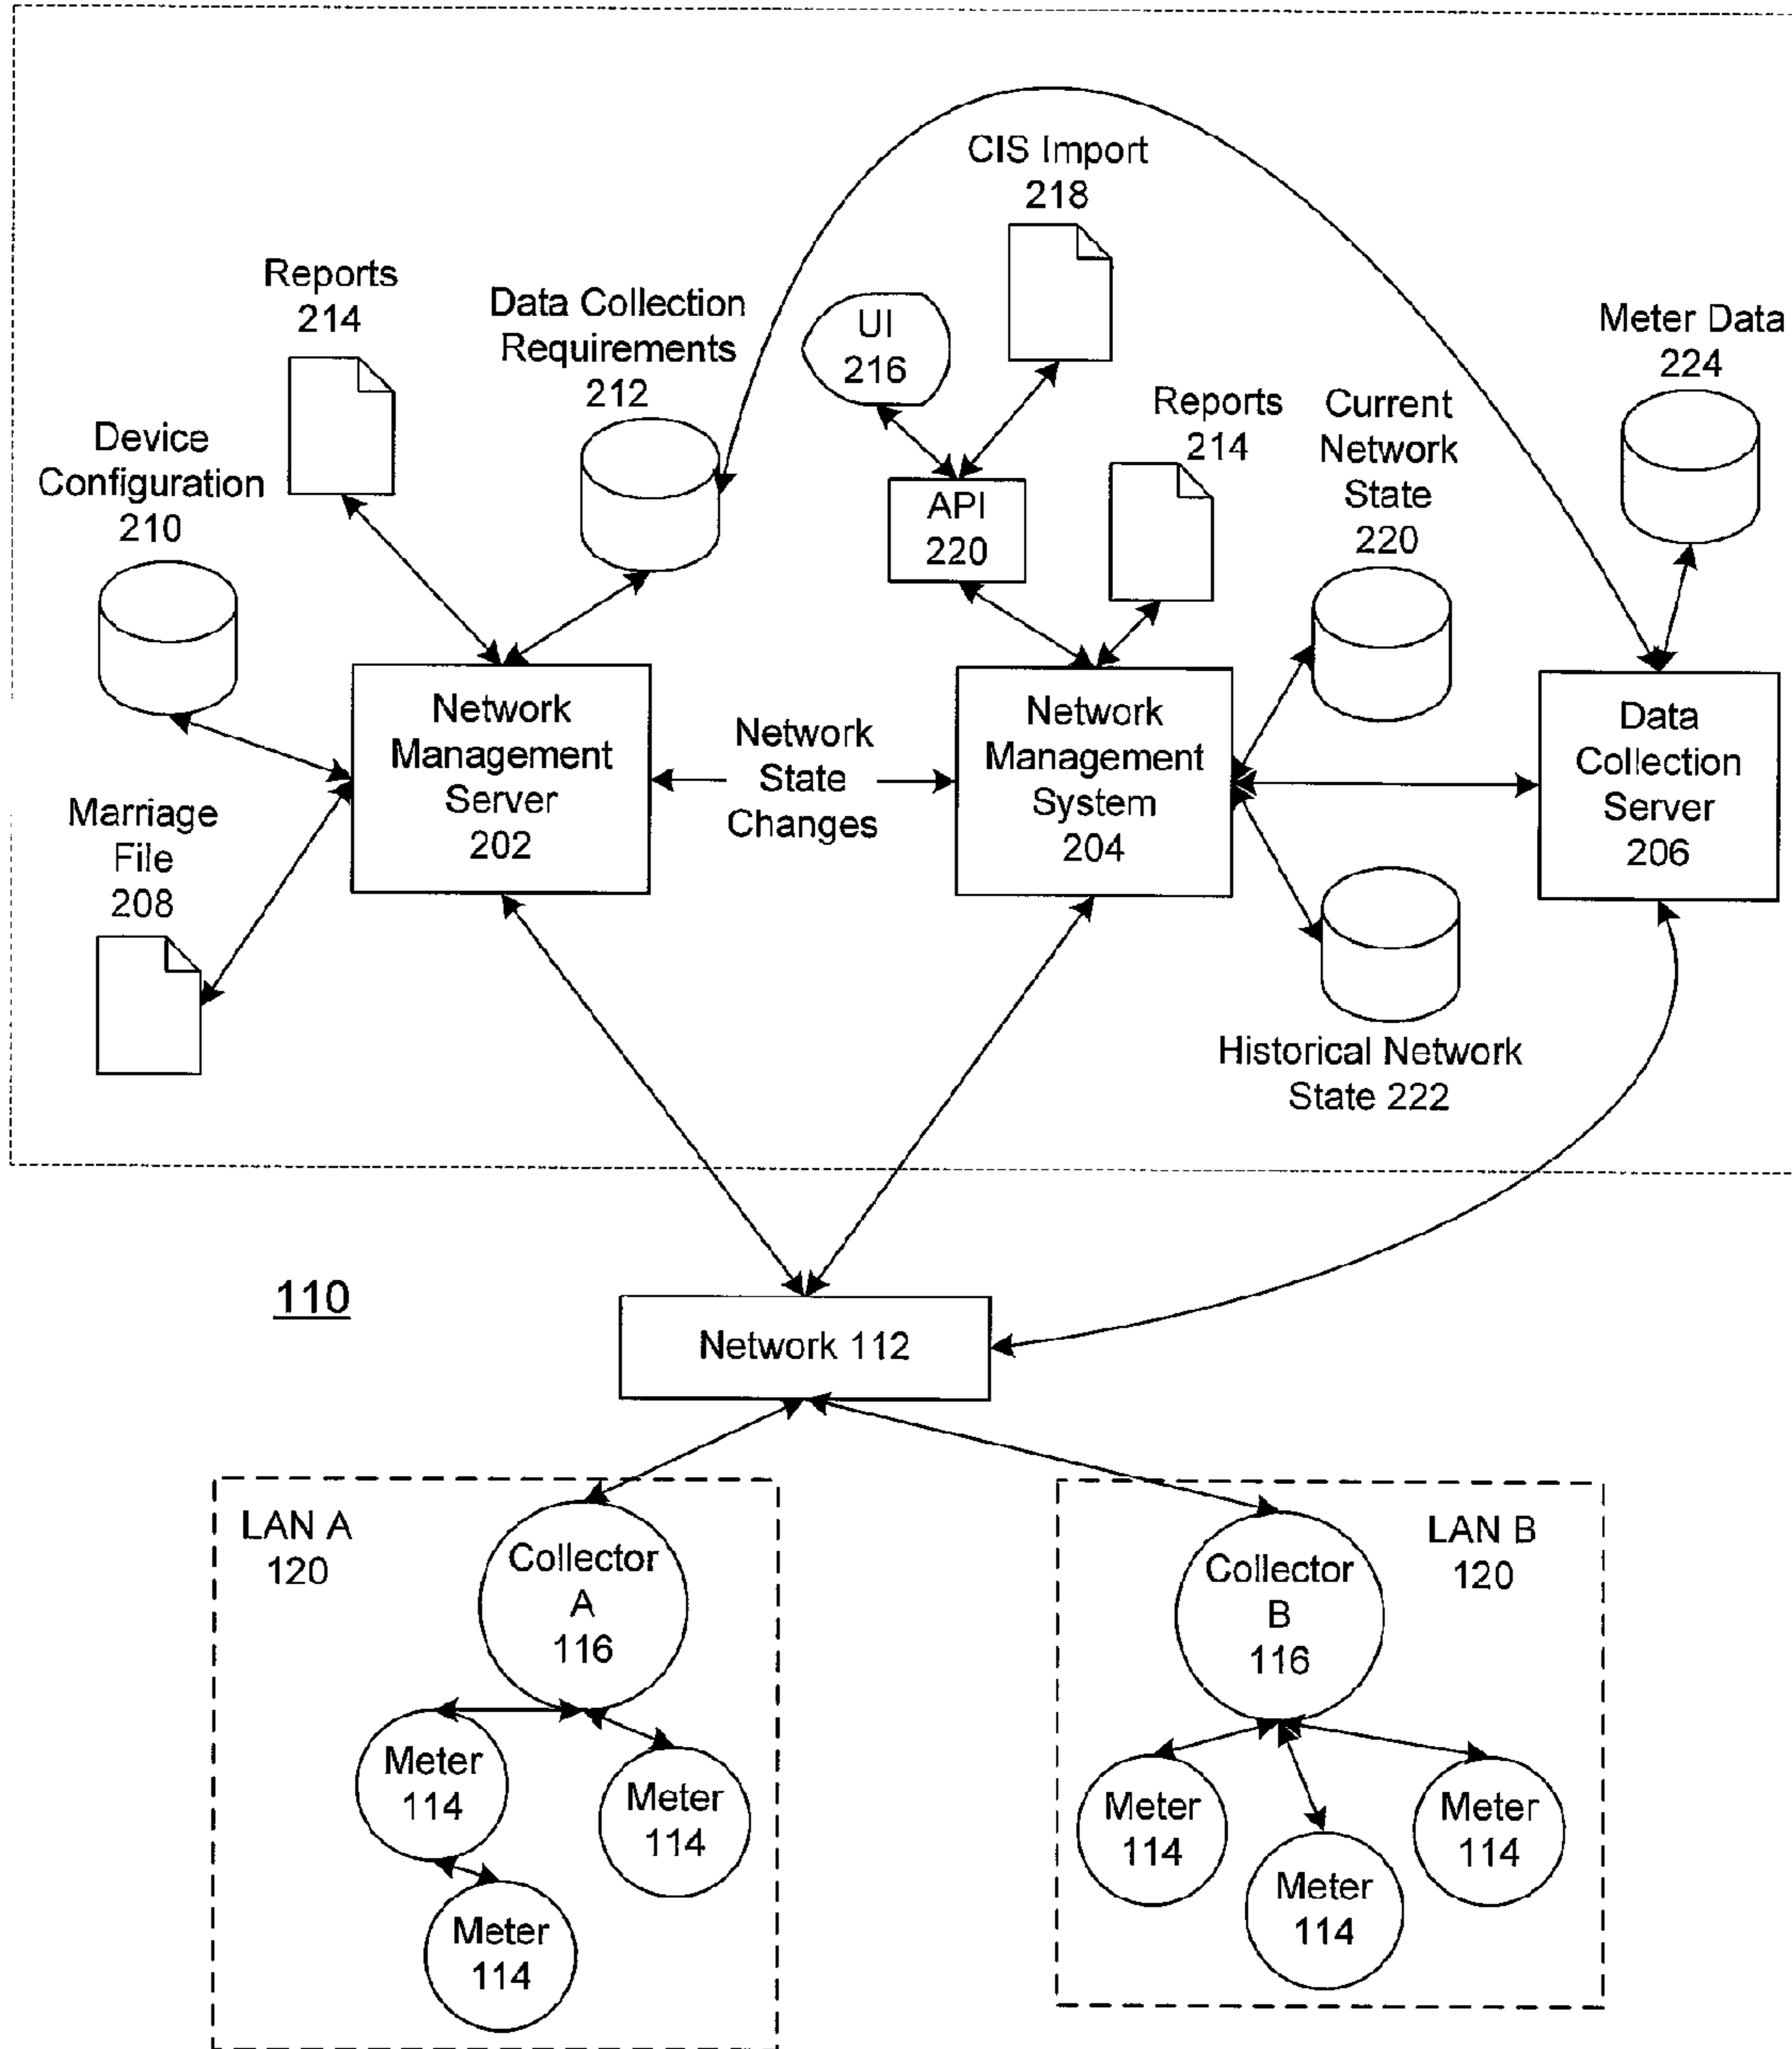 CIS Import
218
Reports
214
Data Collection
Requirements
212
UI
216
Meter Data
224
Device
Configuration
210
API
220
Reports
214
Current
Network
State
220
Marriage
File
208
Network
Management
Server
202
Network
State
Changes
Network
Management
System
204
Data
Collection
Server
206
Historical Network
State 222
110
Network 112
LAN A
120
Collector
A
116
Meter
114
Meter
114
Meter
114
LAN B
120
Collector
B
116
Meter
114
Meter
114
Meter
114